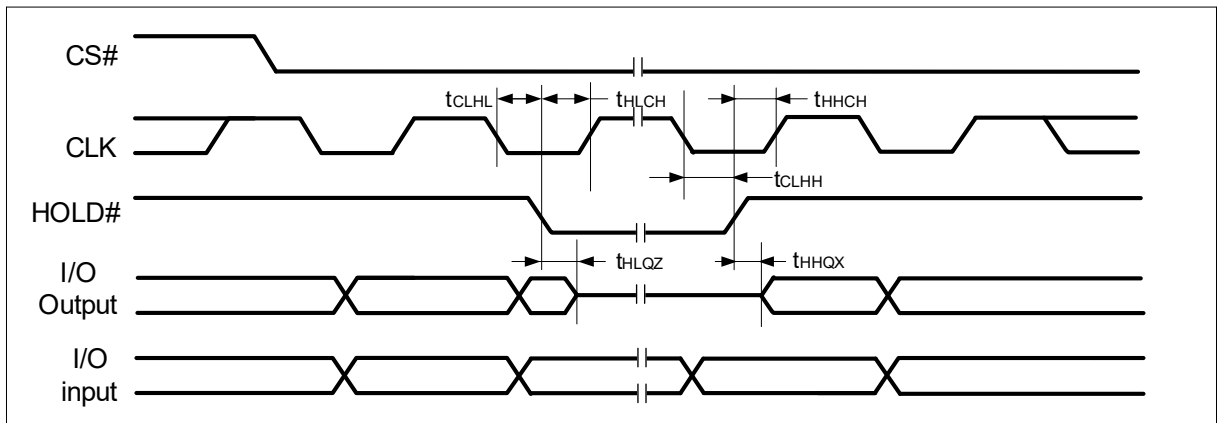 CS#
tCLHL
tHLCH
tHHCH
CLK
tCLHH
HOLD#
tHLQZ
tHHQX
I/O
Output
I/O
input